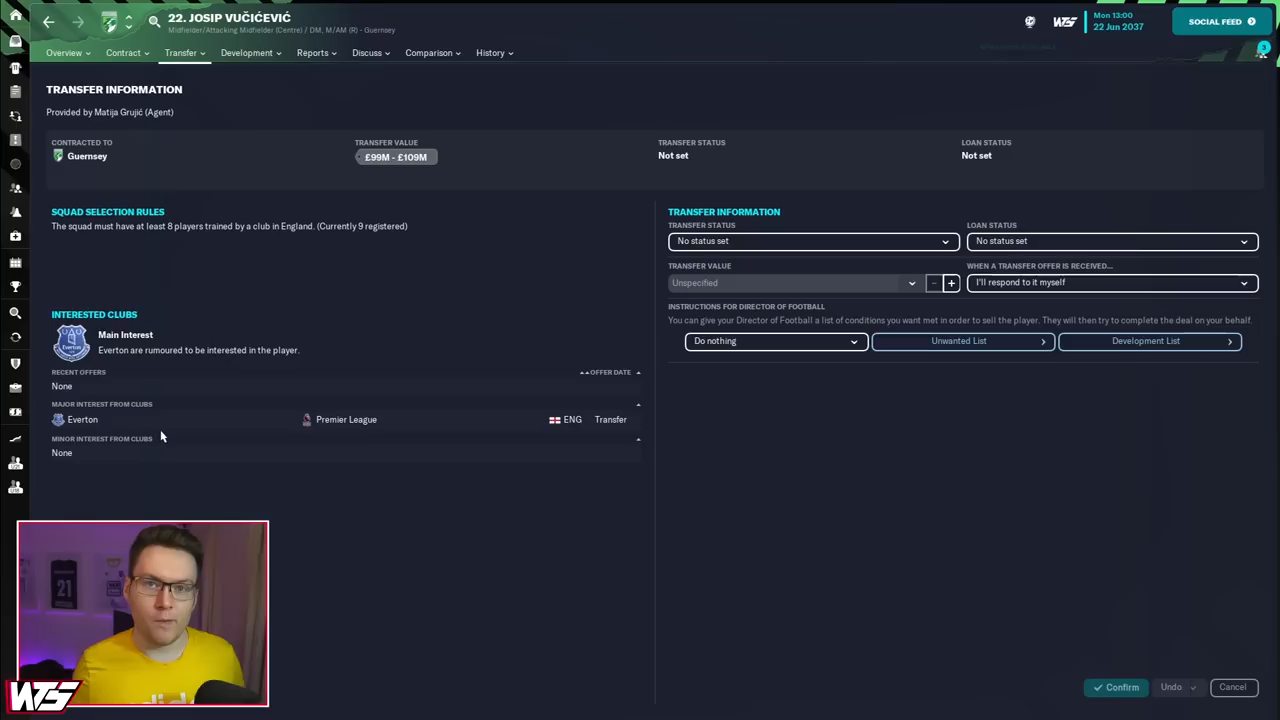 22. JOSIP VUČIĆEVIĆ
Midfielder/Attacking Midfielder (Centre) / DM, M/AM (R) - Guernsey
WTS
Mon 13:00
22 Jun 2037
SOCIAL FEED
3
Overview
Contract
Transfer
Development
Reports
Discuss
Comparison
History
TRANSFER INFORMATION
Provided by Matija Grujić (Agent)
CONTRACTED TO
TRANSFER VALUE
TRANSFER STATUS
LOAN STATUS
Guernsey
£99M - £109M
Not set
Not set
SQUAD SELECTION RULES
The squad must have at least 8 players trained by a club in England. (Currently 9 registered)
INTERESTED CLUBS
Main Interest
Everton are rumoured to be interested in the player.
RECENT OFFERS
OFFER DATE
None
MAJOR INTEREST FROM CLUBS
Everton
Premier League
ENG
Transfer
MINOR INTEREST FROM CLUBS
None
TRANSFER INFORMATION
TRANSFER STATUS
LOAN STATUS
No status set
No status set
TRANSFER VALUE
WHEN A TRANSFER OFFER IS RECEIVED...
Unspecified
I'll respond to it myself
INSTRUCTIONS FOR DIRECTOR OF FOOTBALL
You can give your Director of Football a list of conditions you want met in order to sell the player. They will then try to complete the deal on your behalf.
Do nothing
Unwanted List
Development List
Confirm
Undo
Cancel
21
WTS